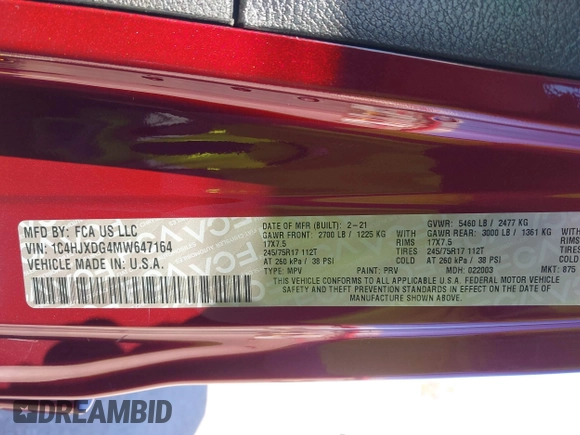 MFD BY: FCA US LLC
VIN: 1C4HJXDG4MW647164
VEHICLE MADE IN: U.S.A.
DATE OF MFR (BUILT) 2-21
GVWR: 5460 LB / 2477 KG
GAWR FRONT: 2700 LB / 1225 KG WITH
GAWR REAR: 3000 LB / 1361 KG WITH
17X7.5 RIMS
17X7.5 RIMS
245/75R17 112T TIRES
245/75R17 112T TIRES
AT 260 kPa / 38 PSI COLD
AT 260 kPa / 38 PSI COLD
TYPE: MPV PAINT: PRV MDH: 022003 MKT: 875
THIS VEHICLE CONFORMS TO ALL APPLICABLE U.S.A. FEDERAL MOTOR VEHICLE
SAFETY AND THEFT PREVENTION STANDARDS IN EFFECT ON THE DATE OF
MANUFACTURE SHOWN ABOVE.
DREAMBID